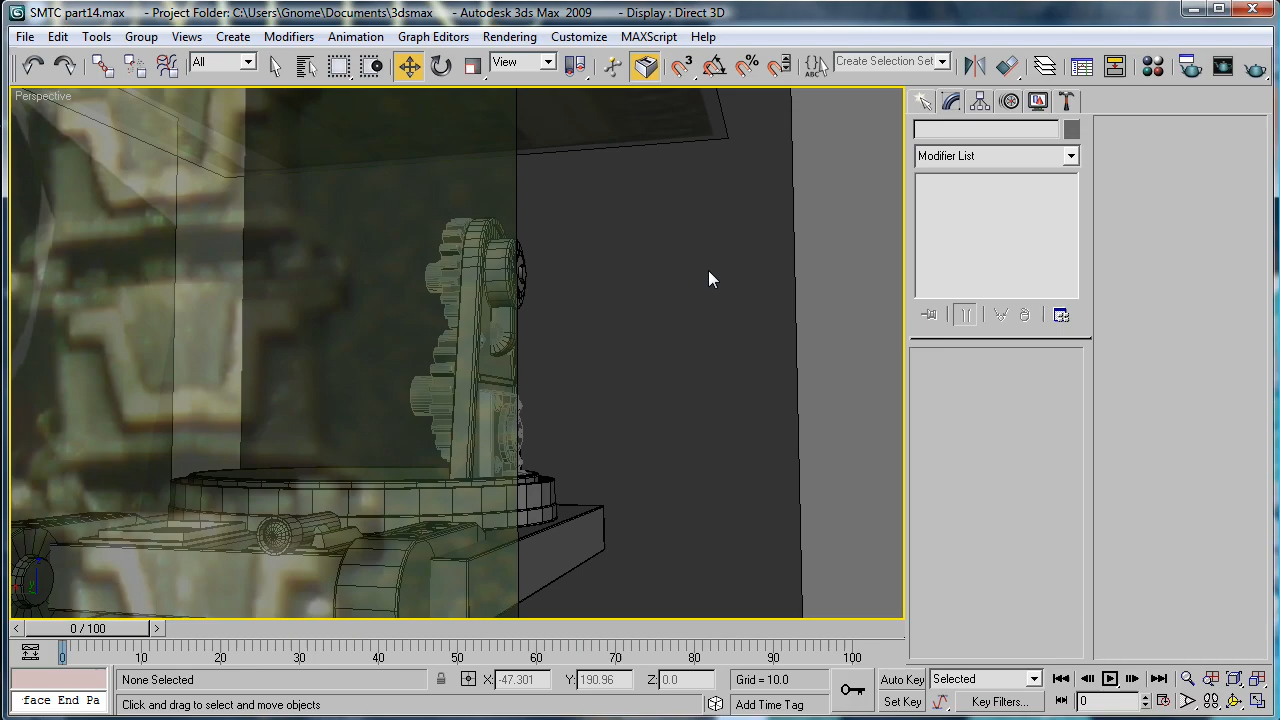 SMTC part14.max - Project Folder: C:\Users\Gnome\Documents\3dsmax - Autodesk 3ds Max 2009 - Display : Direct 3D
File Edit Tools Group Views Create Modifiers Animation Graph Editors Rendering Customize MAXScript Help
All View 3 % ABC Create Selection Set
Perspective
Modifier List
< 0 / 100 >
0 10 20 30 40 50 60 70 80 90 100
None Selected X: -47.301 Y: 190.96 Z: 0.0 Grid = 10.0 Auto Key Selected
face End Pa Click and drag to select and move objects Add Time Tag Set Key Key Filters... 0